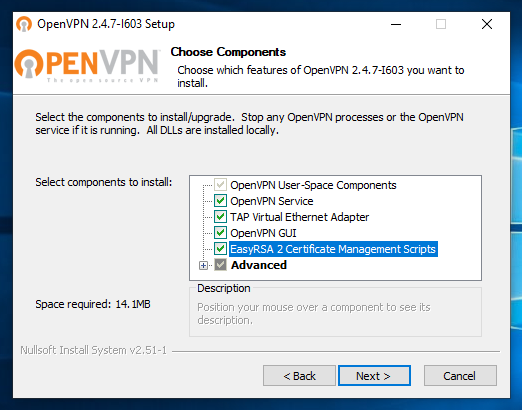 OpenVPN 2.4.7-I603 Setup
OPENVPN™
The open source VPN
Choose Components
Choose which features of OpenVPN 2.4.7-I603 you want to
install.
Select the components to install/upgrade. Stop any OpenVPN processes or the OpenVPN
service if it is running. All DLLs are installed locally.
Select components to install:
OpenVPN User-Space Components
OpenVPN Service
TAP Virtual Ethernet Adapter
OpenVPN GUI
EasyRSA 2 Certificate Management Scripts
Advanced
Space required: 14.1MB
Description
Position your mouse over a component to see its
description.
Nullsoft Install System v2.51-1
< Back
Next >
Cancel